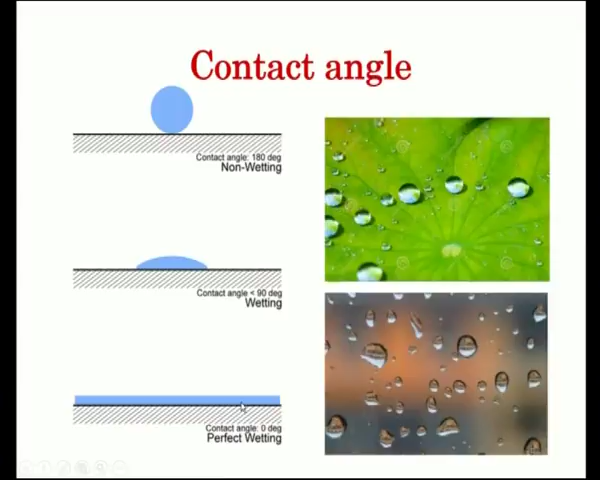 Contact angle
Contact angle: 180 deg
Non-Wetting
Contact angle < 90 deg
Wetting
Contact angle: 0 deg
Perfect Wetting